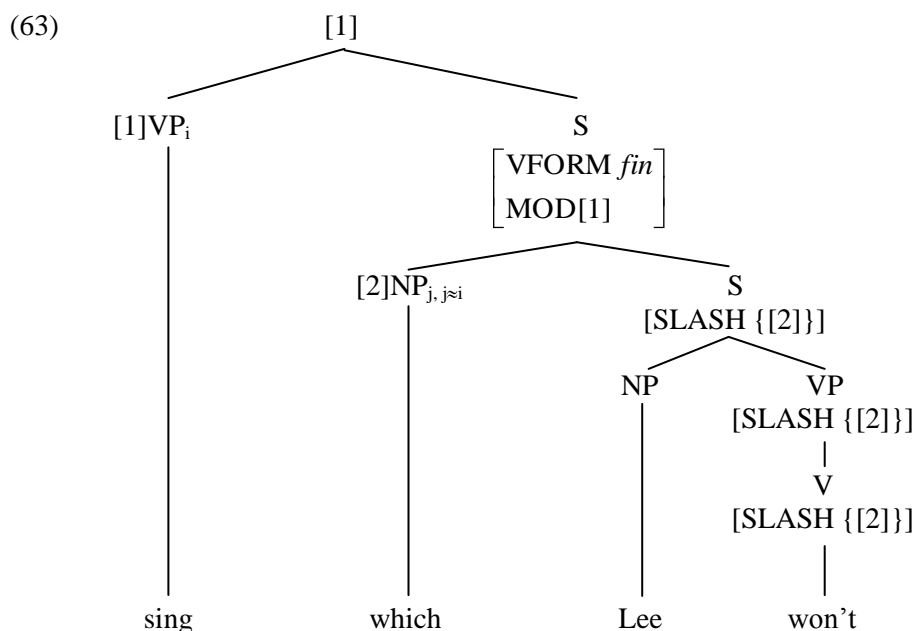 (63) [1]
[1]VPi S
[VFORM fin
MOD[1]]
[2]NPj, j≈i S
[SLASH {[2]}]
NP VP
[SLASH {[2]}]
V
[SLASH {[2]}]
sing which Lee won't